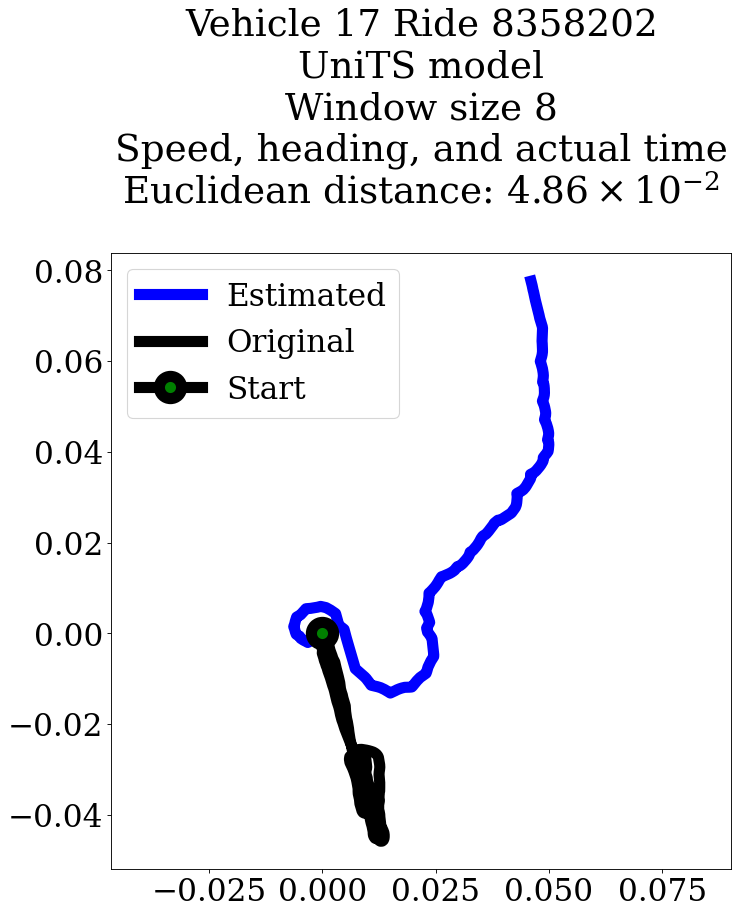 Vehicle 17 Ride 8358202
UniTS model
Window size 8
Speed, heading, and actual time
Euclidean distance: 4.86 × 10⁻²
Estimated
Original
Start
0.08
0.06
0.04
0.02
0.00
−0.02
−0.04
−0.025 0.000 0.025 0.050 0.075